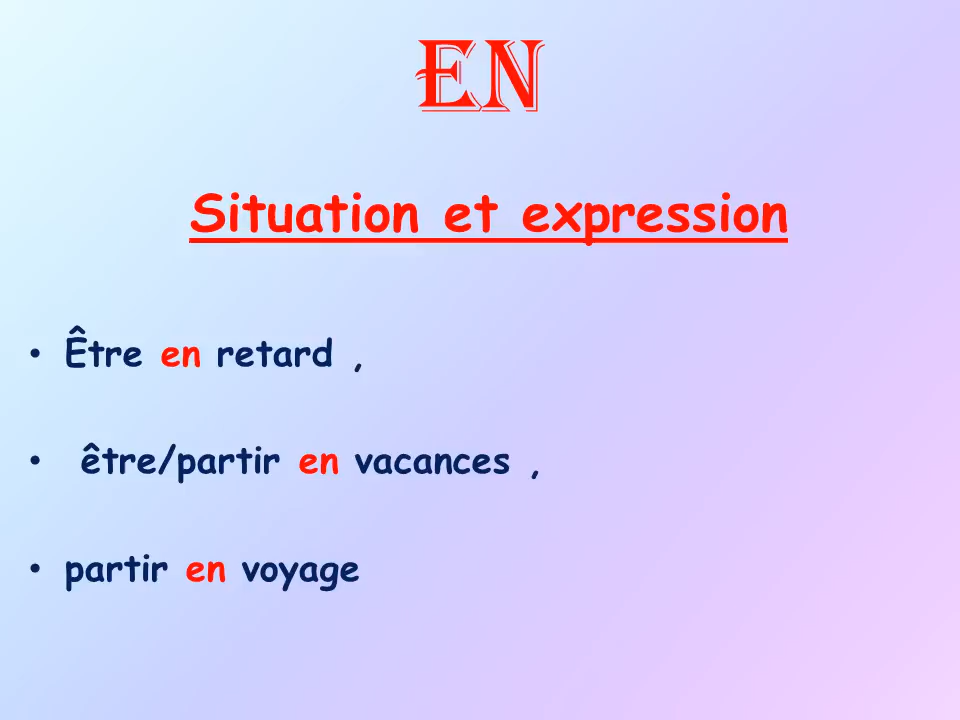 EN
Situation et expression
• Être en retard ,
• être/partir en vacances ,
• partir en voyage